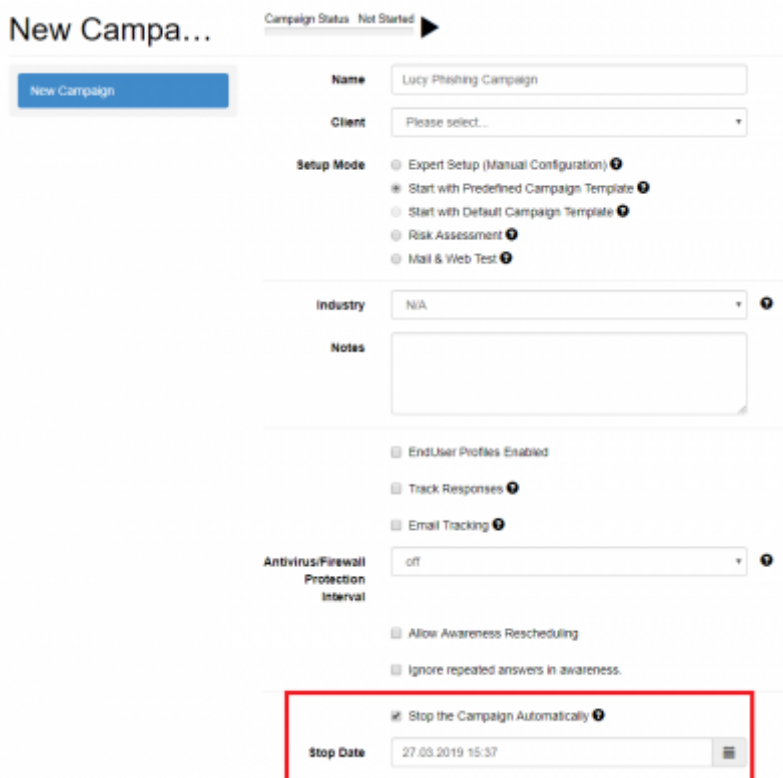 New Campa...
Campaign Status Not Started
New Campaign
Name Lucy Phishing Campaign
Client Please select...
Setup Mode Expert Setup (Manual Configuration)
Start with Predefined Campaign Template
Start with Default Campaign Template
Risk Assessment
Mail & Web Test
Industry N/A
Notes
EndUser Profiles Enabled
Track Responses
Email Tracking
Antivirus/Firewall off
Protection
Interval
Allow Awareness Rescheduling
Ignore repeated answers in awareness.
Stop the Campaign Automatically
Stop Date 27.03.2019 15:37